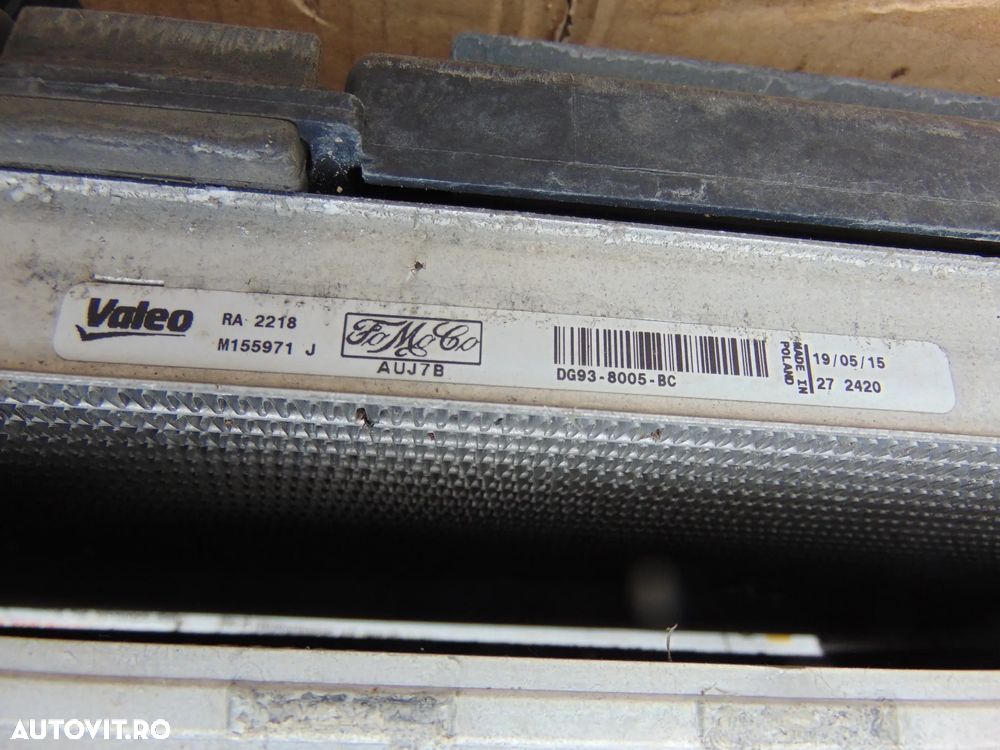 Valeo
RA 2218
M155971 J
FoMoCo
AUJ7B
DG93-8005-BC
MADE IN
POLAND
19/05/15
27 2420
AUTOVIT.RO